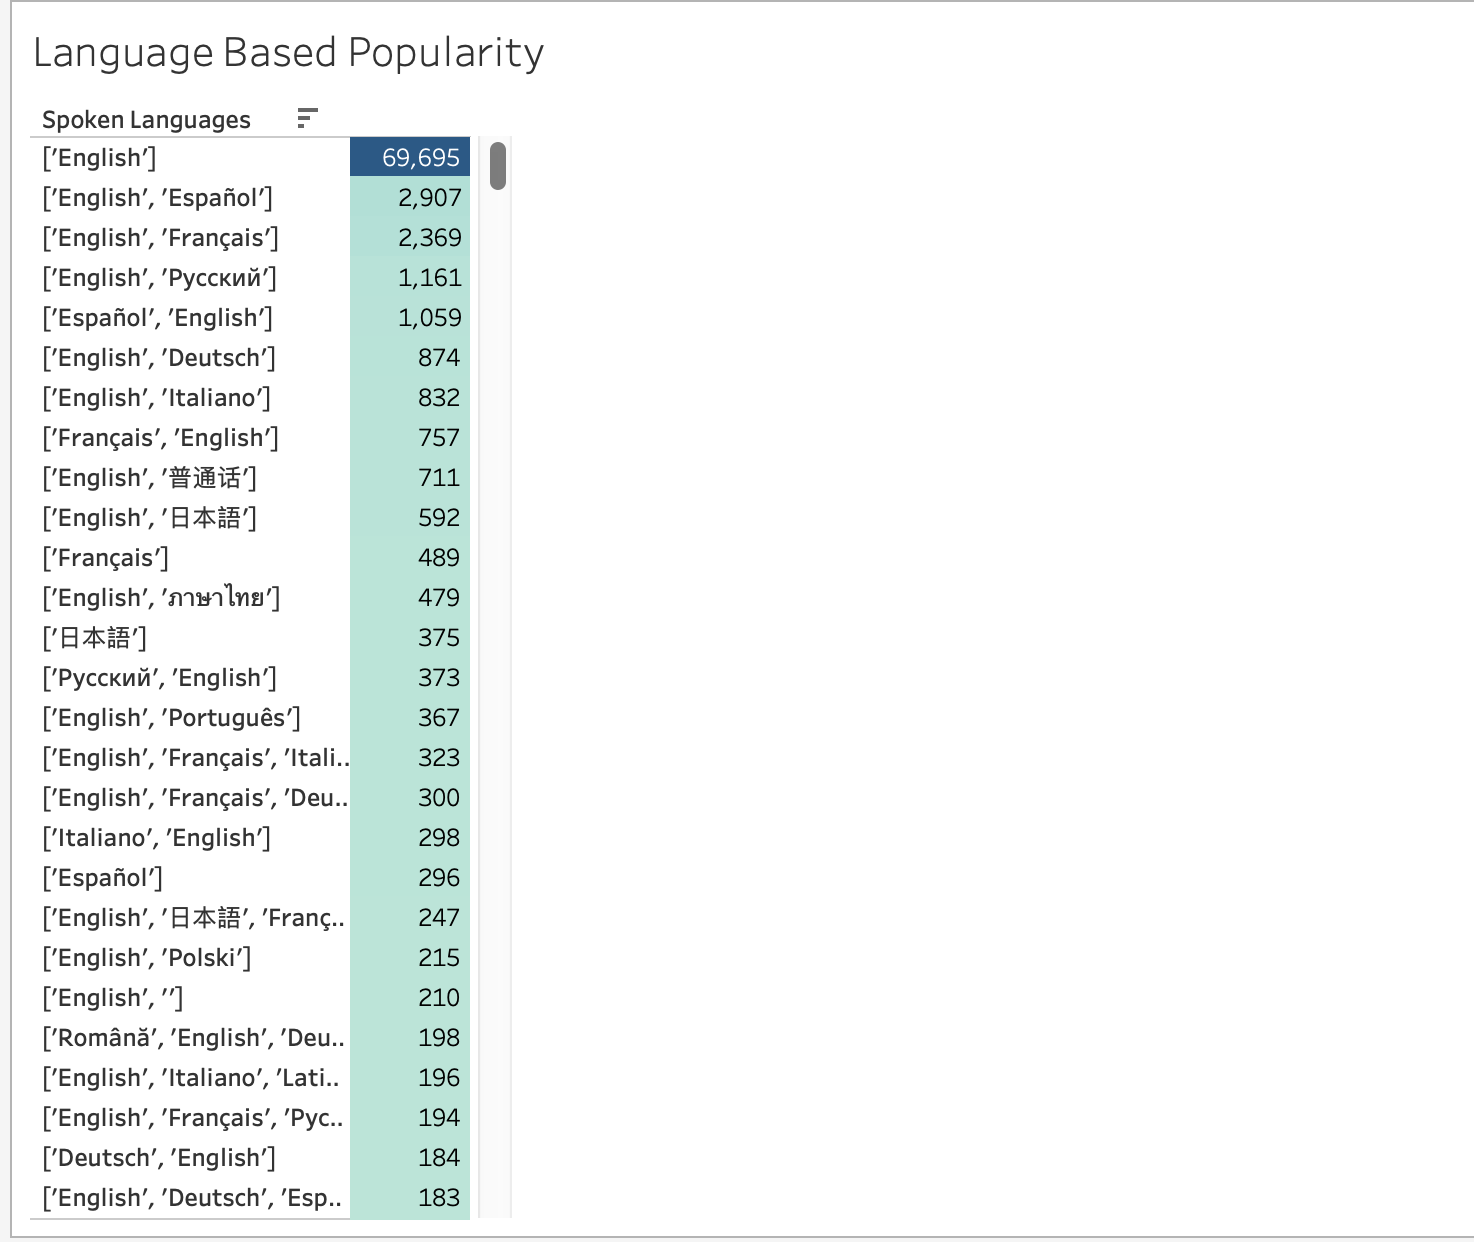 Language Based Popularity
Spoken Languages
['English'] 69,695
['English', 'Español'] 2,907
['English', 'Français'] 2,369
['English', 'Pусский'] 1,161
['Español', 'English'] 1,059
['English', 'Deutsch'] 874
['English', 'Italiano'] 832
['Français', 'English'] 757
['English', '普通话'] 711
['English', '日本語'] 592
['Français'] 489
['English', 'ภาษาไทย'] 479
['日本語'] 375
['Pусский', 'English'] 373
['English', 'Português'] 367
['English', 'Français', 'Itali.. 323
['English', 'Français', 'Deu.. 300
['Italiano', 'English'] 298
['Español'] 296
['English', '日本語', 'Franç.. 247
['English', 'Polski'] 215
['English', ''] 210
['Română', 'English', 'Deu.. 198
['English', 'Italiano', 'Lati.. 196
['English', 'Français', 'Pус.. 194
['Deutsch', 'English'] 184
['English', 'Deutsch', 'Esp.. 183